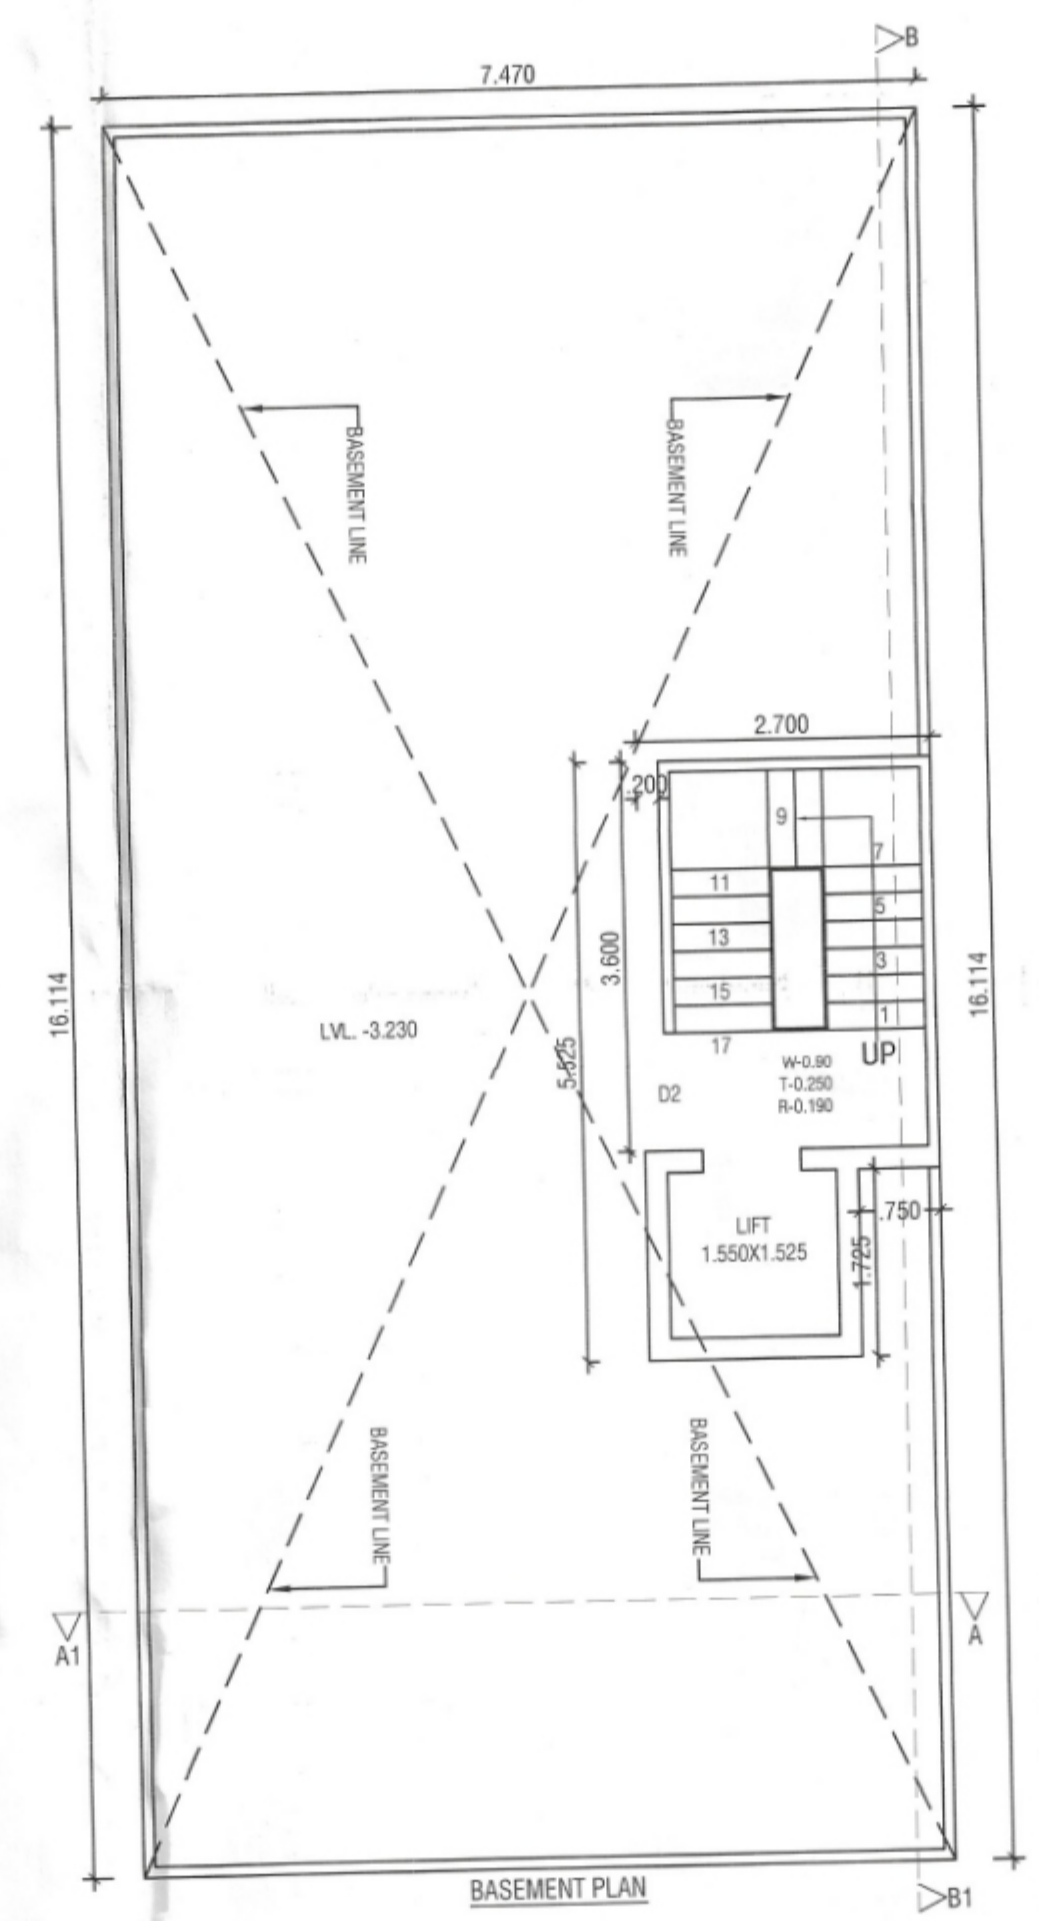 B
7.470
BASEMENT LINE
BASEMENT LINE
2.700
.200
9
7
11
5
13
3
15
1
17
UP
3.600
5.525
16.114
16.114
LVL. -3.230
W-0.90
T-0.250
R-0.190
D2
.750
LIFT
1.550X1.525
1.725
BASEMENT LINE
BASEMENT LINE
A1
A
BASEMENT PLAN
B1